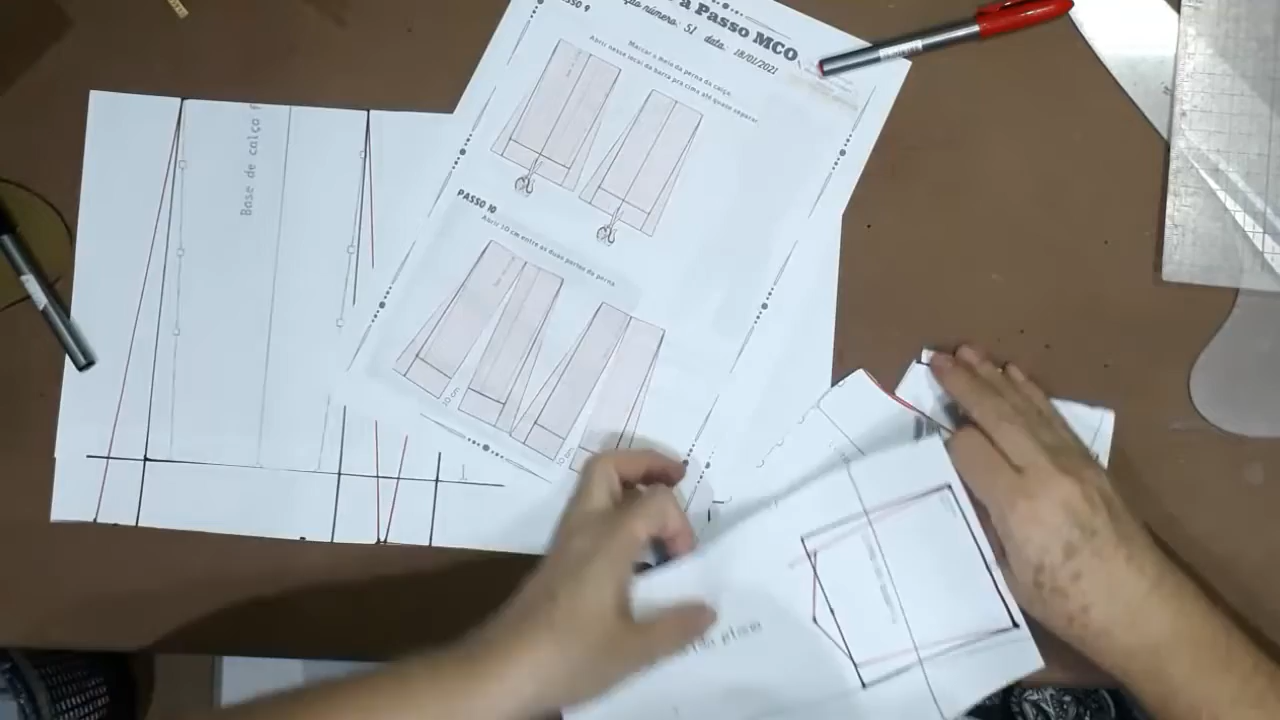 a Passo MCO
número: 51 data: 18/01/2021
PASSO 9
Marcar o meio da perna da calça.
Abrir nesse local da barra pra cima até quase separar
PASSO 10
Abrir 10 cm entre as duas partes da perna
10 cm
10 cm
Base de calça f